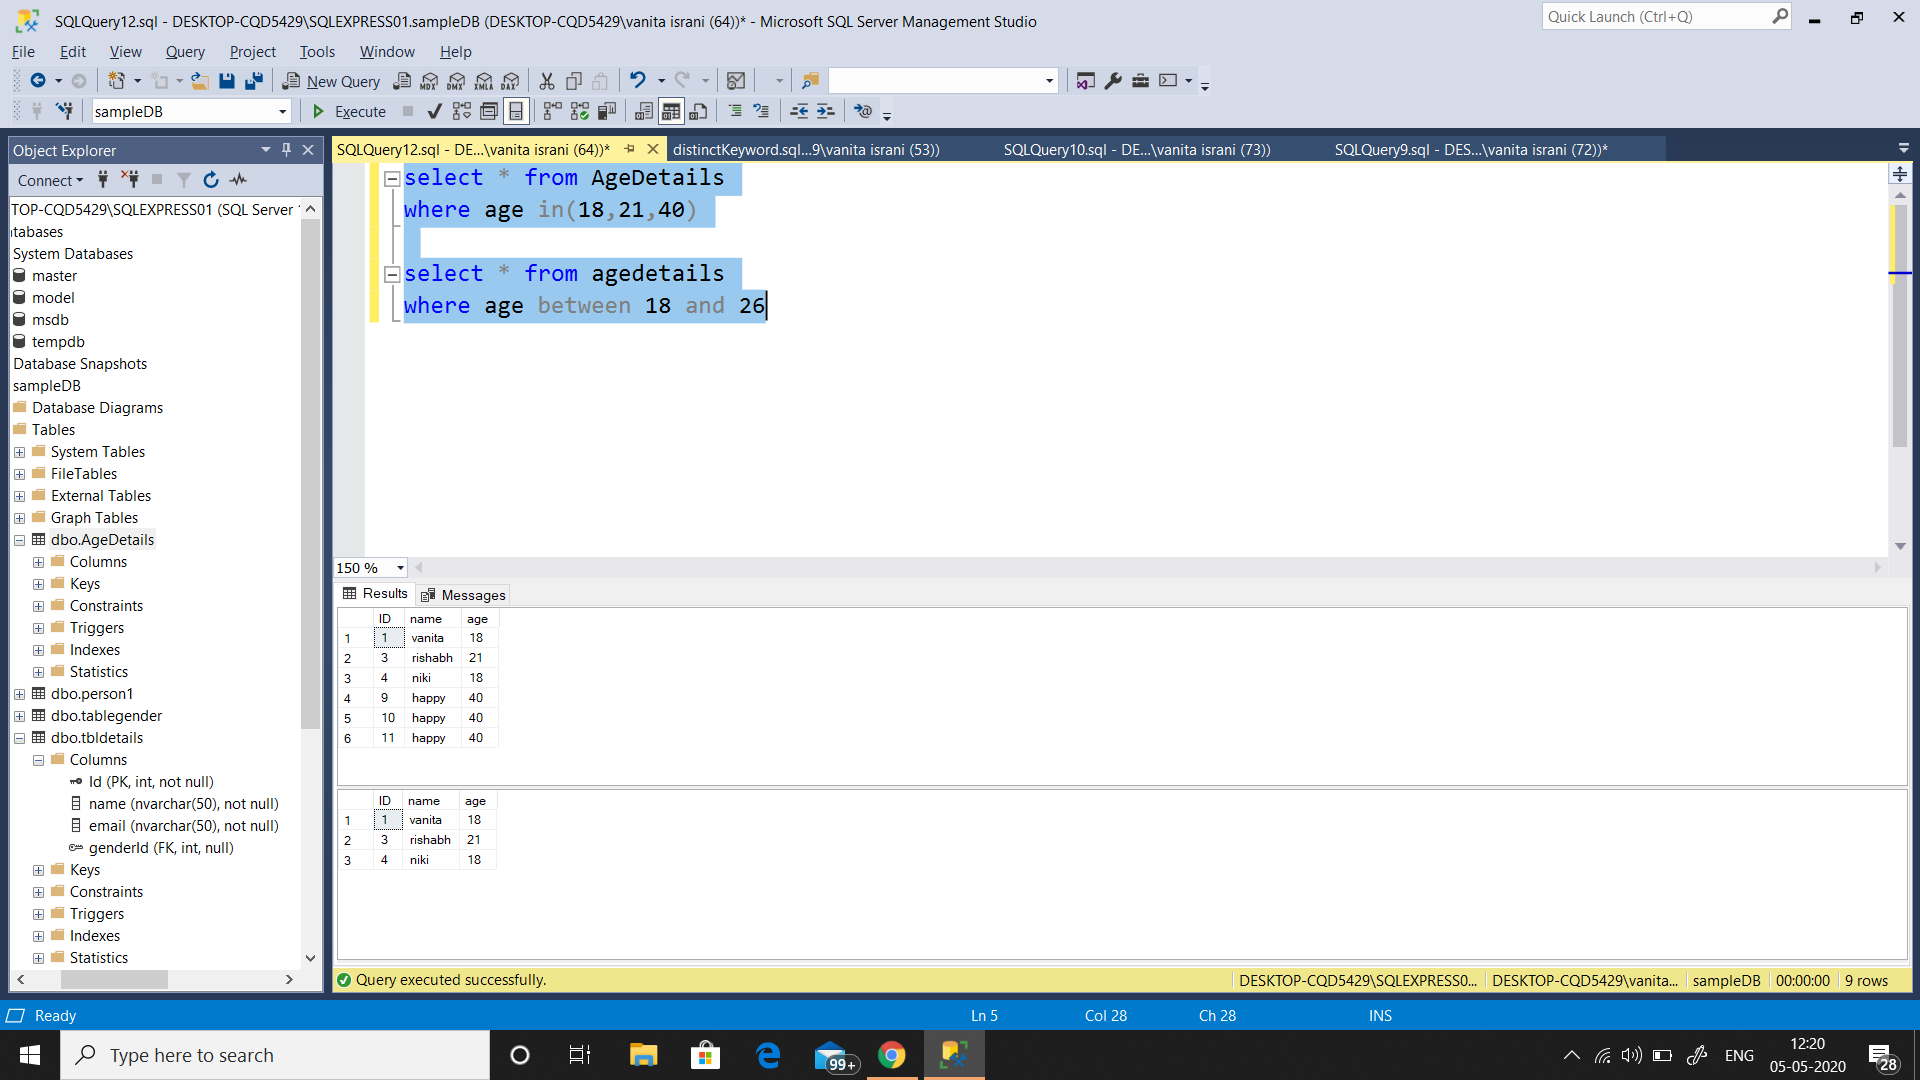 SQLQuery12.sql - DESKTOP-CQD5429\SQLEXPRESS01.sampleDB (DESKTOP-CQD5429\vanita israni (64))* - Microsoft SQL Server Management Studio
Quick Launch (Ctrl+Q)
File Edit View Query Project Tools Window Help
New Query MDX DMX XMLA DAX
sampleDB Execute
Object Explorer
Connect
TOP-CQD5429\SQLEXPRESS01 (SQL Server
tabases
System Databases
master
model
msdb
tempdb
Database Snapshots
sampleDB
Database Diagrams
Tables
System Tables
FileTables
External Tables
Graph Tables
dbo.AgeDetails
Columns
Keys
Constraints
Triggers
Indexes
Statistics
dbo.person1
dbo.tablegender
dbo.tbldetails
Columns
Id (PK, int, not null)
name (nvarchar(50), not null)
email (nvarchar(50), not null)
genderId (FK, int, null)
Keys
Constraints
Triggers
Indexes
Statistics
SQLQuery12.sql - DE...\vanita israni (64))* distinctKeyword.sql...9\vanita israni (53)) SQLQuery10.sql - DE...\vanita israni (73)) SQLQuery9.sql - DES...\vanita israni (72))*
select * from AgeDetails
where age in(18,21,40)
select * from agedetails
where age between 18 and 26
150 %
Results Messages
ID name age
1 1 vanita 18
2 3 rishabh 21
3 4 niki 18
4 9 happy 40
5 10 happy 40
6 11 happy 40
ID name age
1 1 vanita 18
2 3 rishabh 21
3 4 niki 18
Query executed successfully. DESKTOP-CQD5429\SQLEXPRESS0... DESKTOP-CQD5429\vanita... sampleDB 00:00:00 9 rows
Ready Ln 5 Col 28 Ch 28 INS
Type here to search 99+ ENG 12:20
05-05-2020 28